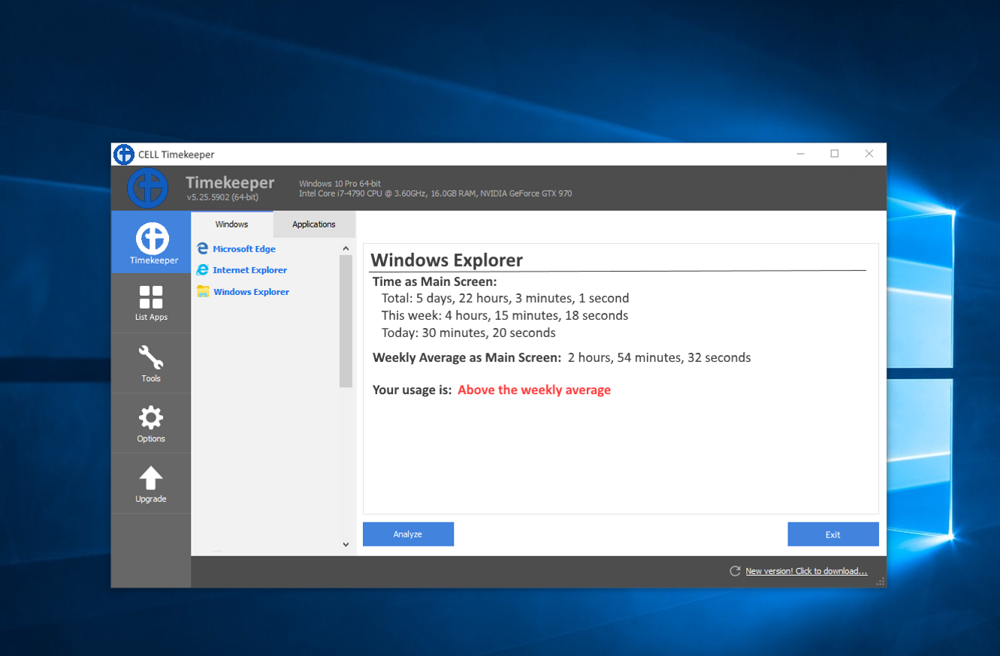 CELL Timekeeper
Timekeeper
v5.25.5902 (64-bit)
Windows 10 Pro 64-bit
Intel Core i7-4790 CPU @ 3.60GHz, 16.0GB RAM, NVIDIA GeForce GTX 970
Timekeeper
List Apps
Tools
Options
Upgrade
Windows
Applications
Microsoft Edge
Internet Explorer
Windows Explorer
Windows Explorer
Time as Main Screen:
Total: 5 days, 22 hours, 3 minutes, 1 second
This week: 4 hours, 15 minutes, 18 seconds
Today: 30 minutes, 20 seconds
Weekly Average as Main Screen: 2 hours, 54 minutes, 32 seconds
Your usage is: Above the weekly average
Analyze
Exit
New version! Click to download...